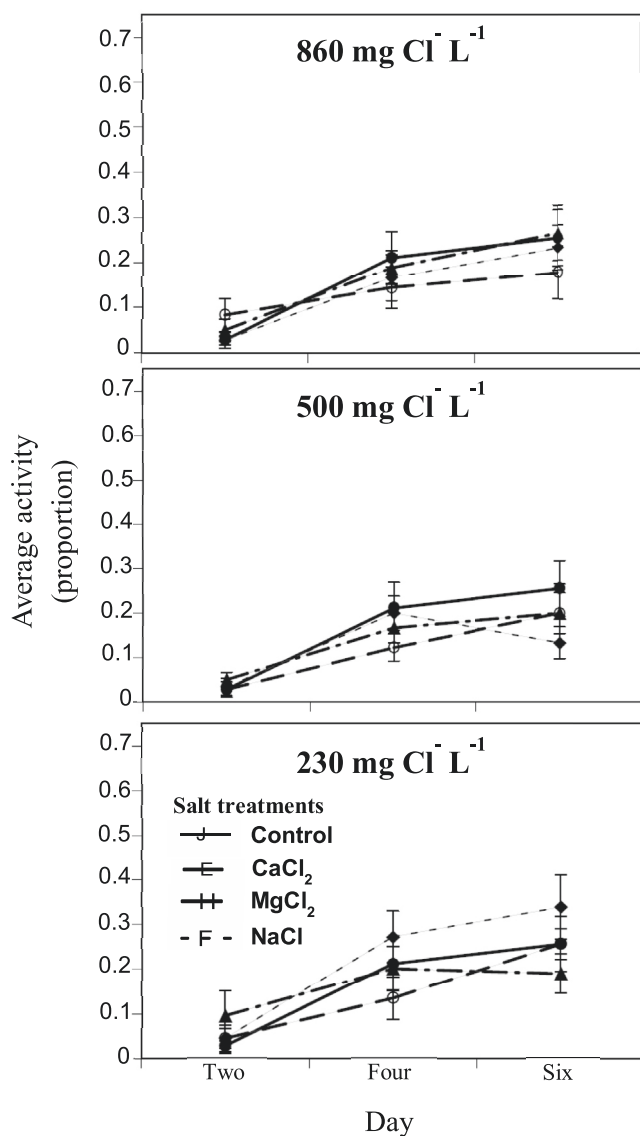 860 mg Cl⁻ L⁻¹
0.7
0.6
0.5
0.4
0.3
0.2
0.1
0
500 mg Cl⁻ L⁻¹
0.7
0.6
0.5
0.4
0.3
0.2
0.1
0
Average activity
(proportion)
230 mg Cl⁻ L⁻¹
0.7
0.6
0.5
0.4
0.3
0.2
0.1
0
Salt treatments
J Control
E CaCl₂
H MgCl₂
F NaCl
Two Four Six
Day